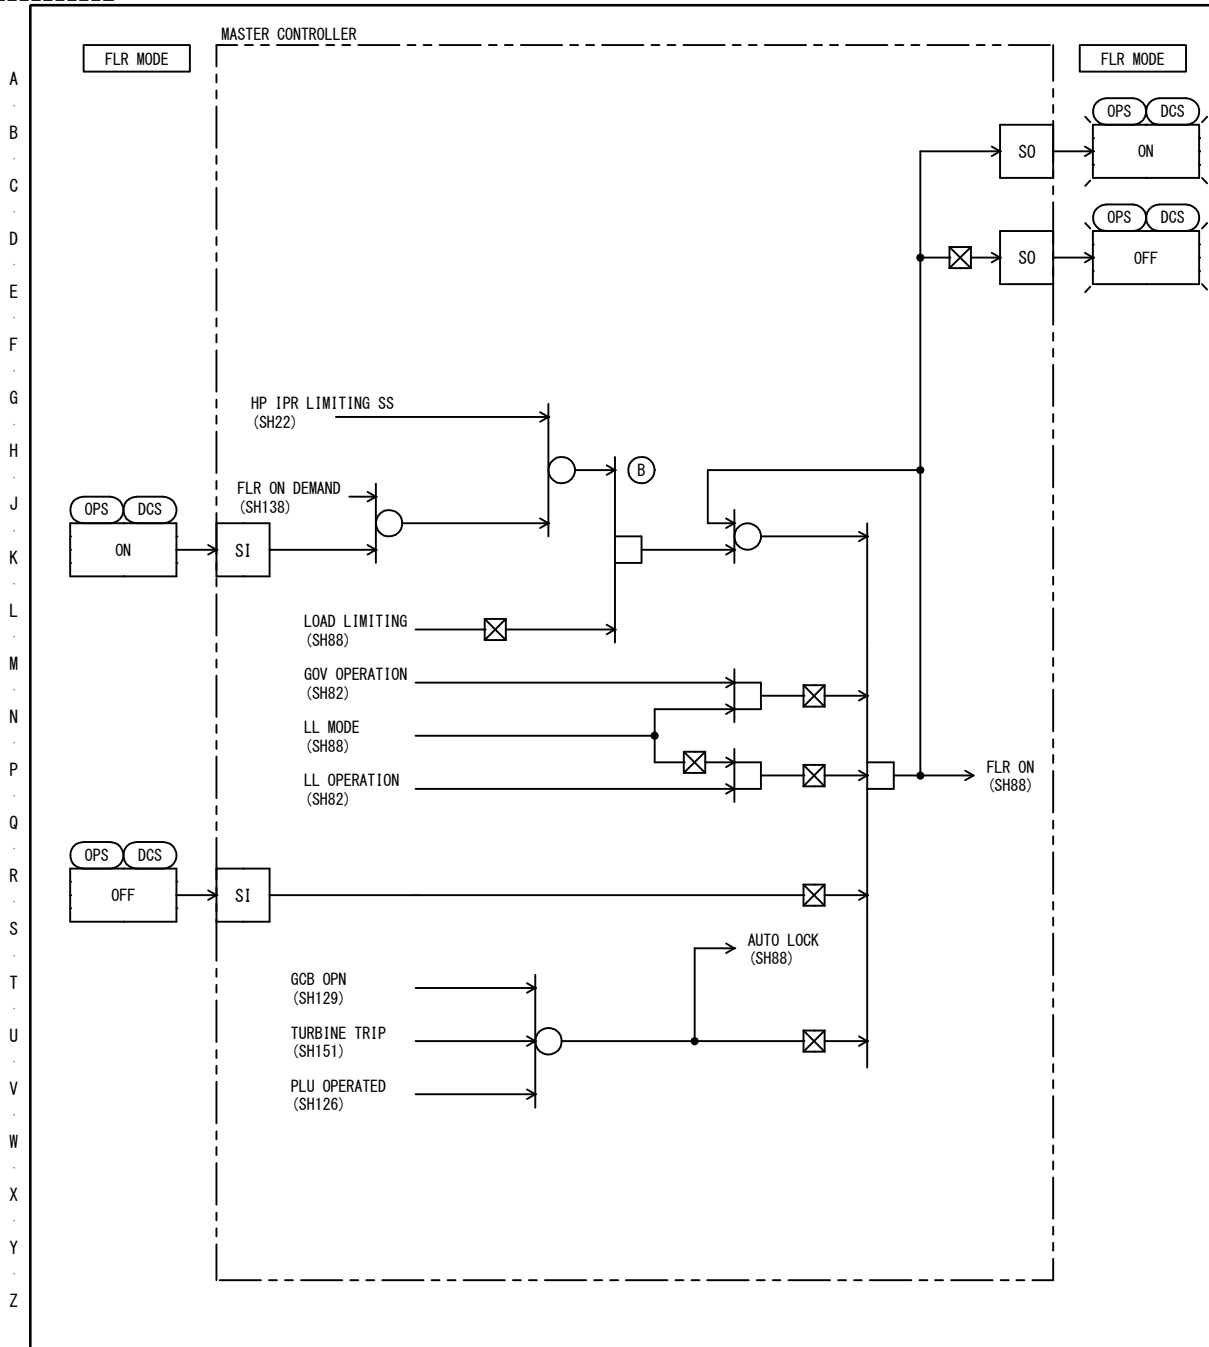 MASTER CONTROLLER
FLR MODE
FLR MODE
A
OPS DCS
B
SO
ON
C
OPS DCS
D
SO
OFF
E
F
G
HP IPR LIMITING SS
(SH22)
H
B
J
FLR ON DEMAND
(SH138)
OPS DCS
ON
SI
K
L
LOAD LIMITING
(SH88)
M
GOV OPERATION
(SH82)
N
LL MODE
(SH88)
P
LL OPERATION
(SH82)
FLR ON
(SH88)
Q
OPS DCS
R
OFF
SI
S
AUTO LOCK
(SH88)
T
GCB OPN
(SH129)
U
TURBINE TRIP
(SH151)
V
PLU OPERATED
(SH126)
W
X
Y
Z